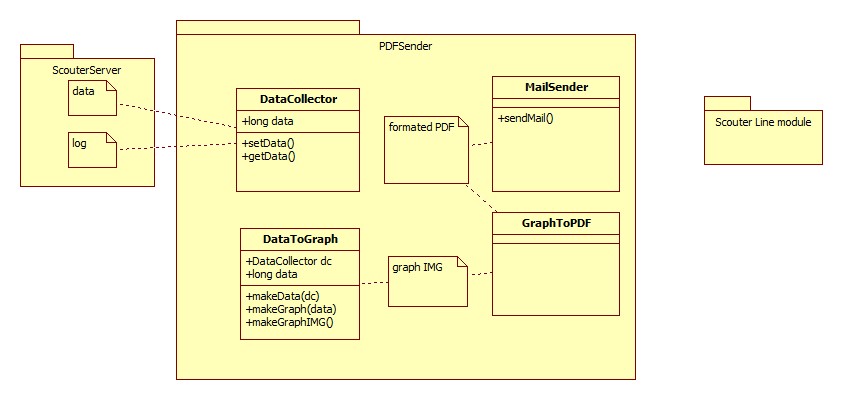 PDFSender
ScouterServer
data
log
DataCollector
+long data
+setData()
+getData()
formated PDF
MailSender
+sendMail()
Scouter Line module
DataToGraph
+DataCollector dc
+long data
+makeData(dc)
+makeGraph(data)
+makeGraphIMG()
graph IMG
GraphToPDF